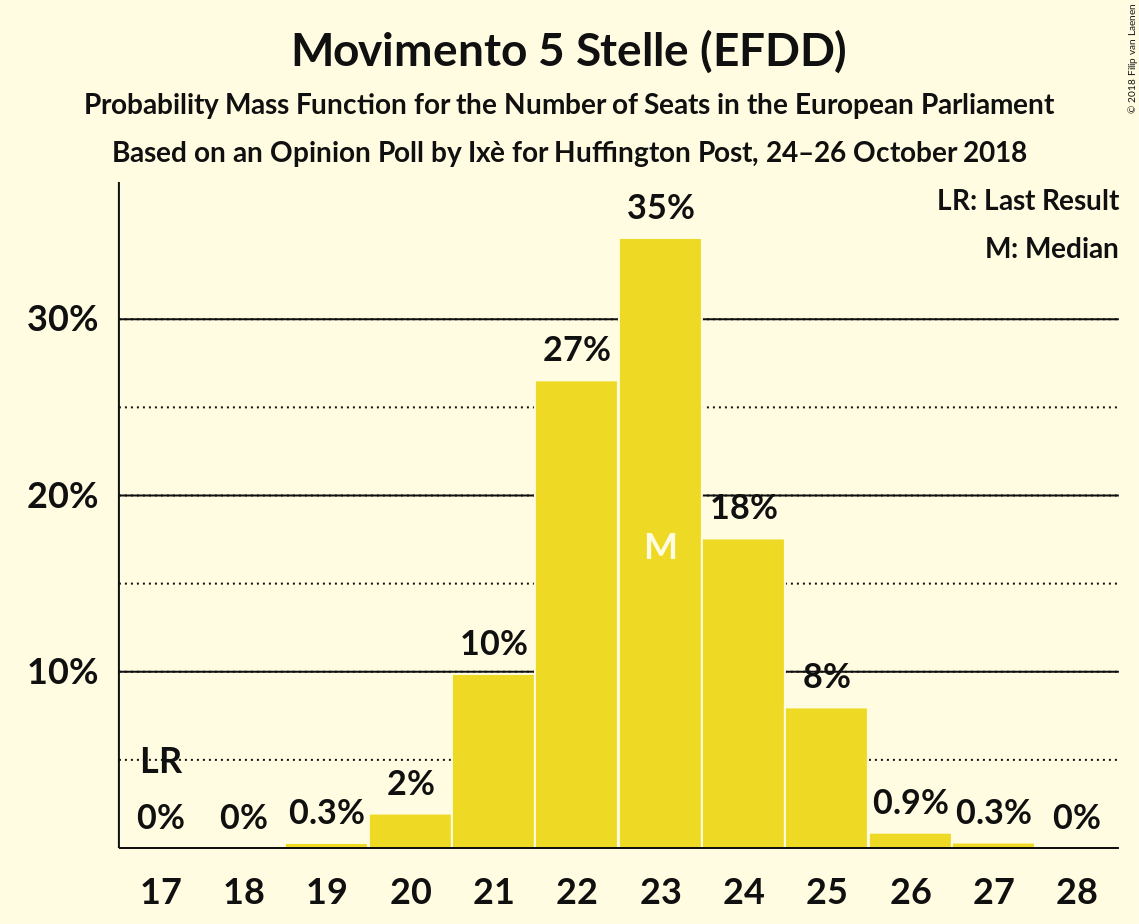 Movimento 5 Stelle (EFDD)
Probability Mass Function for the Number of Seats in the European Parliament
Based on an Opinion Poll by Ixè for Huffington Post, 24–26 October 2018
© 2018 Filip van Laenen
LR: Last Result
M: Median
35%
30%
27%
20%
18%
M
10%
10%
8%
LR
2%
0%
0%
0.3%
0.9%
0.3%
0%
17 18 19 20 21 22 23 24 25 26 27 28